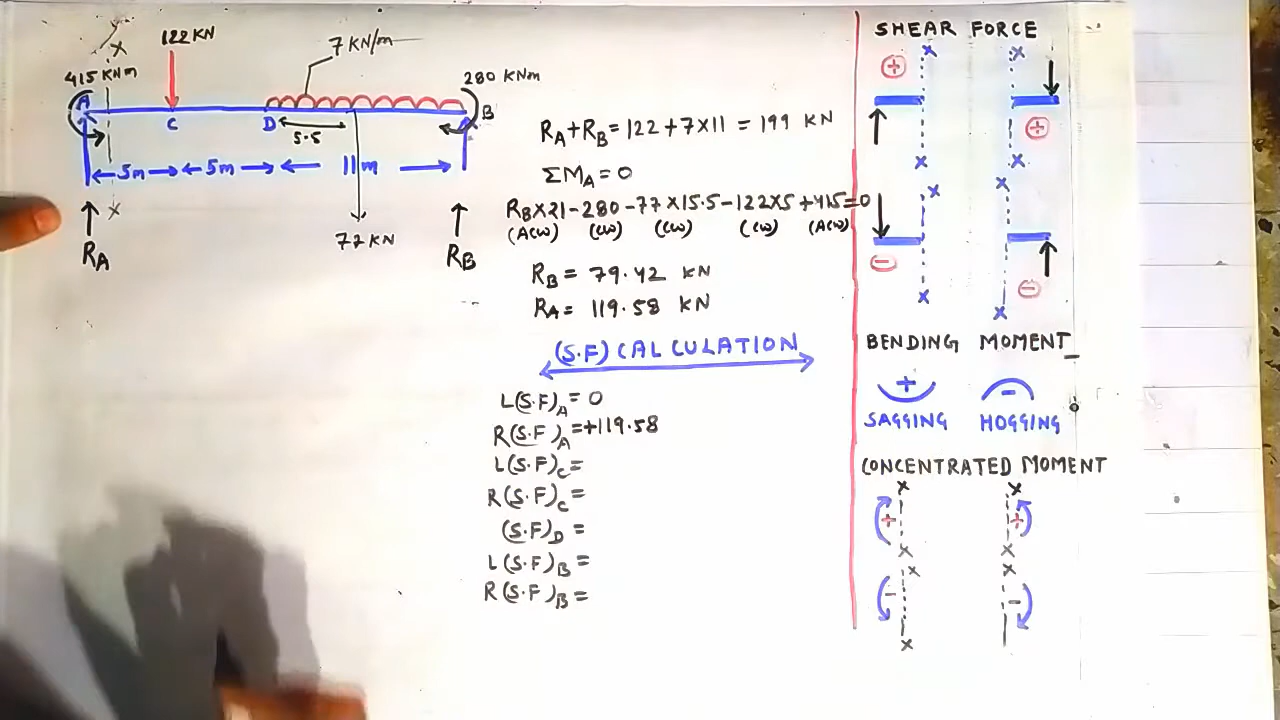 122 KN
7 KN/m
415 KNm
280 KNm
A
C
D
B
5.5
5m
5m
11m
77 KN
RA
RB
RA+RB = 122+7×11 = 199 KN
ΣMA=0
RB×21-280-77×15.5-122×5+415=0
(ACW) (CW) (CW) (CW) (ACW)
RB = 79.42 KN
RA = 119.58 KN
(S.F) CALCULATION
L(S.F)A = 0
R(S.F)A = +119.58
L(S.F)C =
R(S.F)C =
(S.F)D =
L(S.F)B =
R(S.F)B =
SHEAR FORCE
+
+
-
-
BENDING MOMENT
+ -
SAGGING HOGGING
CONCENTRATED MOMENT
+ +
- -